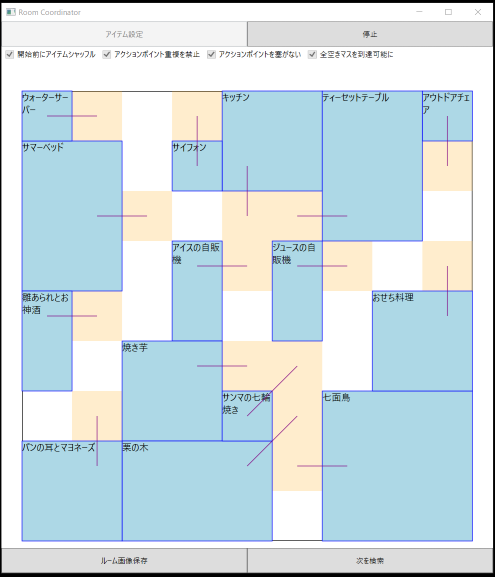 Room Coordinator
アイテム設定
停止
開始前にアイテムシャッフル
アクションポイント重複を禁止
アクションポイントを塞がない
全空きマスを到達可能に
ウォーターサー
バー
キッチン
ティーセットテーブル
アウトドアチェ
ア
サマーベッド
サイフォン
アイスの自販
機
ジュースの自
販機
雛あられとお
神酒
おせち料理
焼き芋
サンマの七輪
焼き
七面鳥
パンの耳とマヨネーズ
栗の木
ルーム画像保存
次を検索